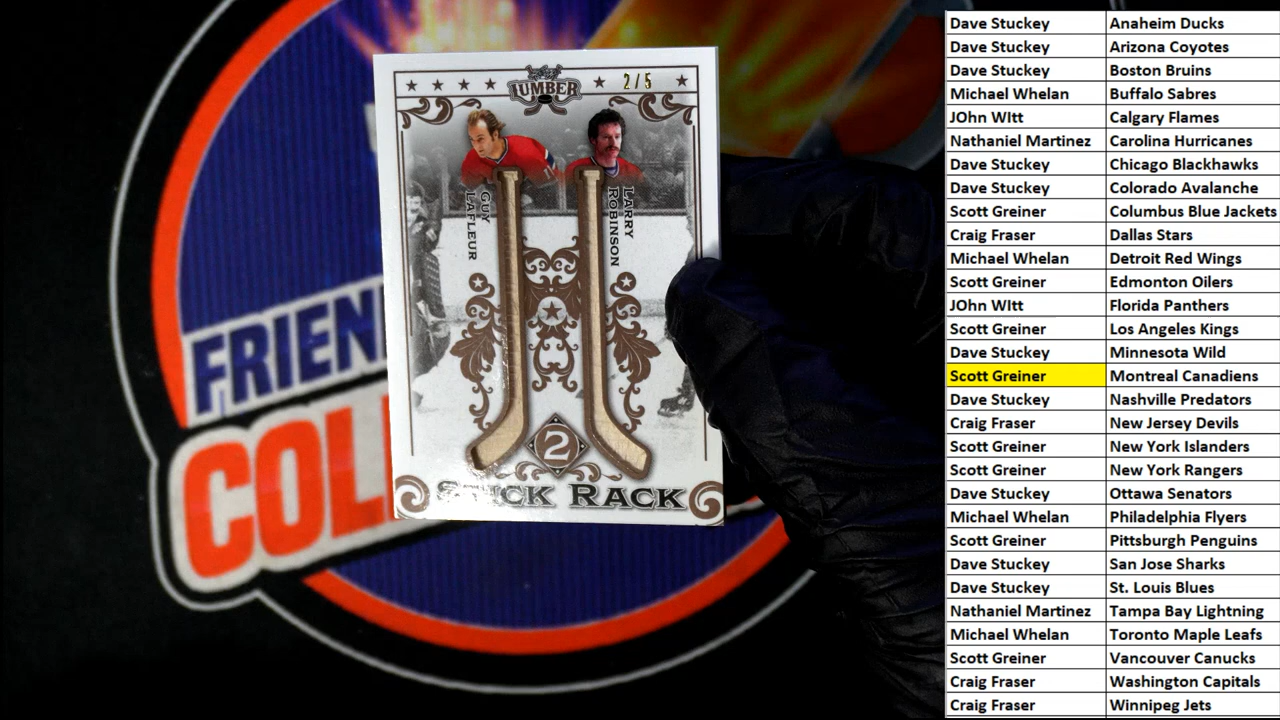 LUMBER
2/5
GUY
LAFLEUR
LARRY
ROBINSON
2
STICK RACK
FRIEN
COL
Dave Stuckey Anaheim Ducks
Dave Stuckey Arizona Coyotes
Dave Stuckey Boston Bruins
Michael Whelan Buffalo Sabres
JOhn WItt Calgary Flames
Nathaniel Martinez Carolina Hurricanes
Dave Stuckey Chicago Blackhawks
Dave Stuckey Colorado Avalanche
Scott Greiner Columbus Blue Jackets
Craig Fraser Dallas Stars
Michael Whelan Detroit Red Wings
Scott Greiner Edmonton Oilers
JOhn WItt Florida Panthers
Scott Greiner Los Angeles Kings
Dave Stuckey Minnesota Wild
Scott Greiner Montreal Canadiens
Dave Stuckey Nashville Predators
Craig Fraser New Jersey Devils
Scott Greiner New York Islanders
Scott Greiner New York Rangers
Dave Stuckey Ottawa Senators
Michael Whelan Philadelphia Flyers
Scott Greiner Pittsburgh Penguins
Dave Stuckey San Jose Sharks
Dave Stuckey St. Louis Blues
Nathaniel Martinez Tampa Bay Lightning
Michael Whelan Toronto Maple Leafs
Scott Greiner Vancouver Canucks
Craig Fraser Washington Capitals
Craig Fraser Winnipeg Jets